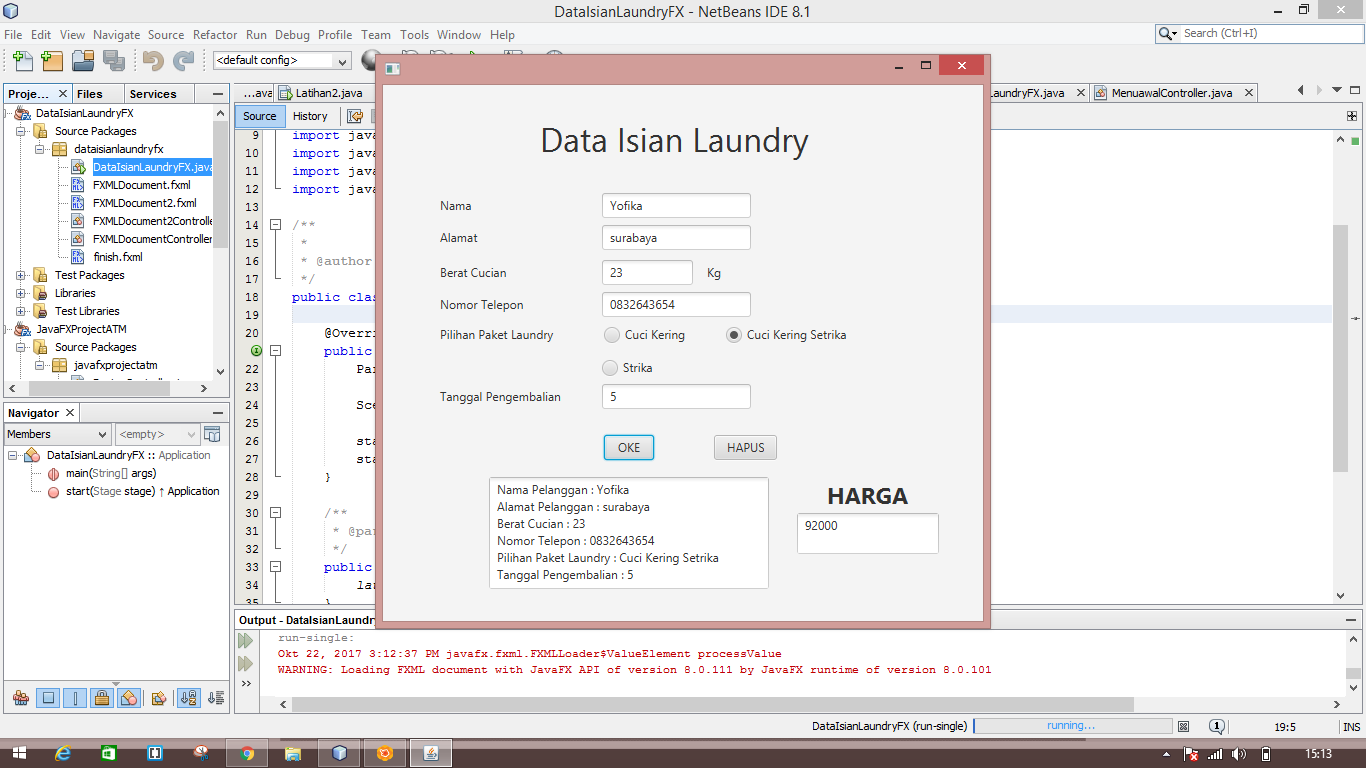 DataIsianLaundryFX - NetBeans IDE 8.1
File Edit View Navigate Source Refactor Run Debug Profile Team Tools Window Help
Search (Ctrl+I)
<default config>
Proje... Files Services
DataIsianLaundryFX
Source Packages
dataisianlaundryfx
DataIsianLaundryFX.java
FXMLDocument.fxml
FXMLDocument2.fxml
FXMLDocument2Controlle
FXMLDocumentController
finish.fxml
Test Packages
Libraries
Test Libraries
JavaFXProjectATM
Source Packages
javafxprojectatm
Navigator
Members <empty>
DataIsianLaundryFX :: Application
main(String[] args)
start(Stage stage) ↑ Application
...ava Latihan2.java
LaundryFX.java MenuawalController.java
Source History
9 import java
10 import java
11 import java
12 import java
13
14 /**
15 *
16 * @author
17 */
18 public clas
19
20 @Overri
public
22 Par
23
24 Sce
25
26 sta
27 sta
28 }
29
30 /**
31 * @par
32 */
33 public
34 lau
35 }
Data Isian Laundry
Nama Yofika
Alamat surabaya
Berat Cucian 23 Kg
Nomor Telepon 0832643654
Pilihan Paket Laundry Cuci Kering Cuci Kering Setrika
Strika
Tanggal Pengembalian 5
OKE HAPUS
Nama Pelanggan : Yofika
Alamat Pelanggan : surabaya
Berat Cucian : 23
Nomor Telepon : 0832643654
Pilihan Paket Laundry : Cuci Kering Setrika
Tanggal Pengembalian : 5
HARGA
92000
Output - DataIsianLaundr
run-single:
Okt 22, 2017 3:12:37 PM javafx.fxml.FXMLLoader$ValueElement processValue
WARNING: Loading FXML document with JavaFX API of version 8.0.111 by JavaFX runtime of version 8.0.101
DataIsianLaundryFX (run-single) running... 1 19:5 INS
15:13